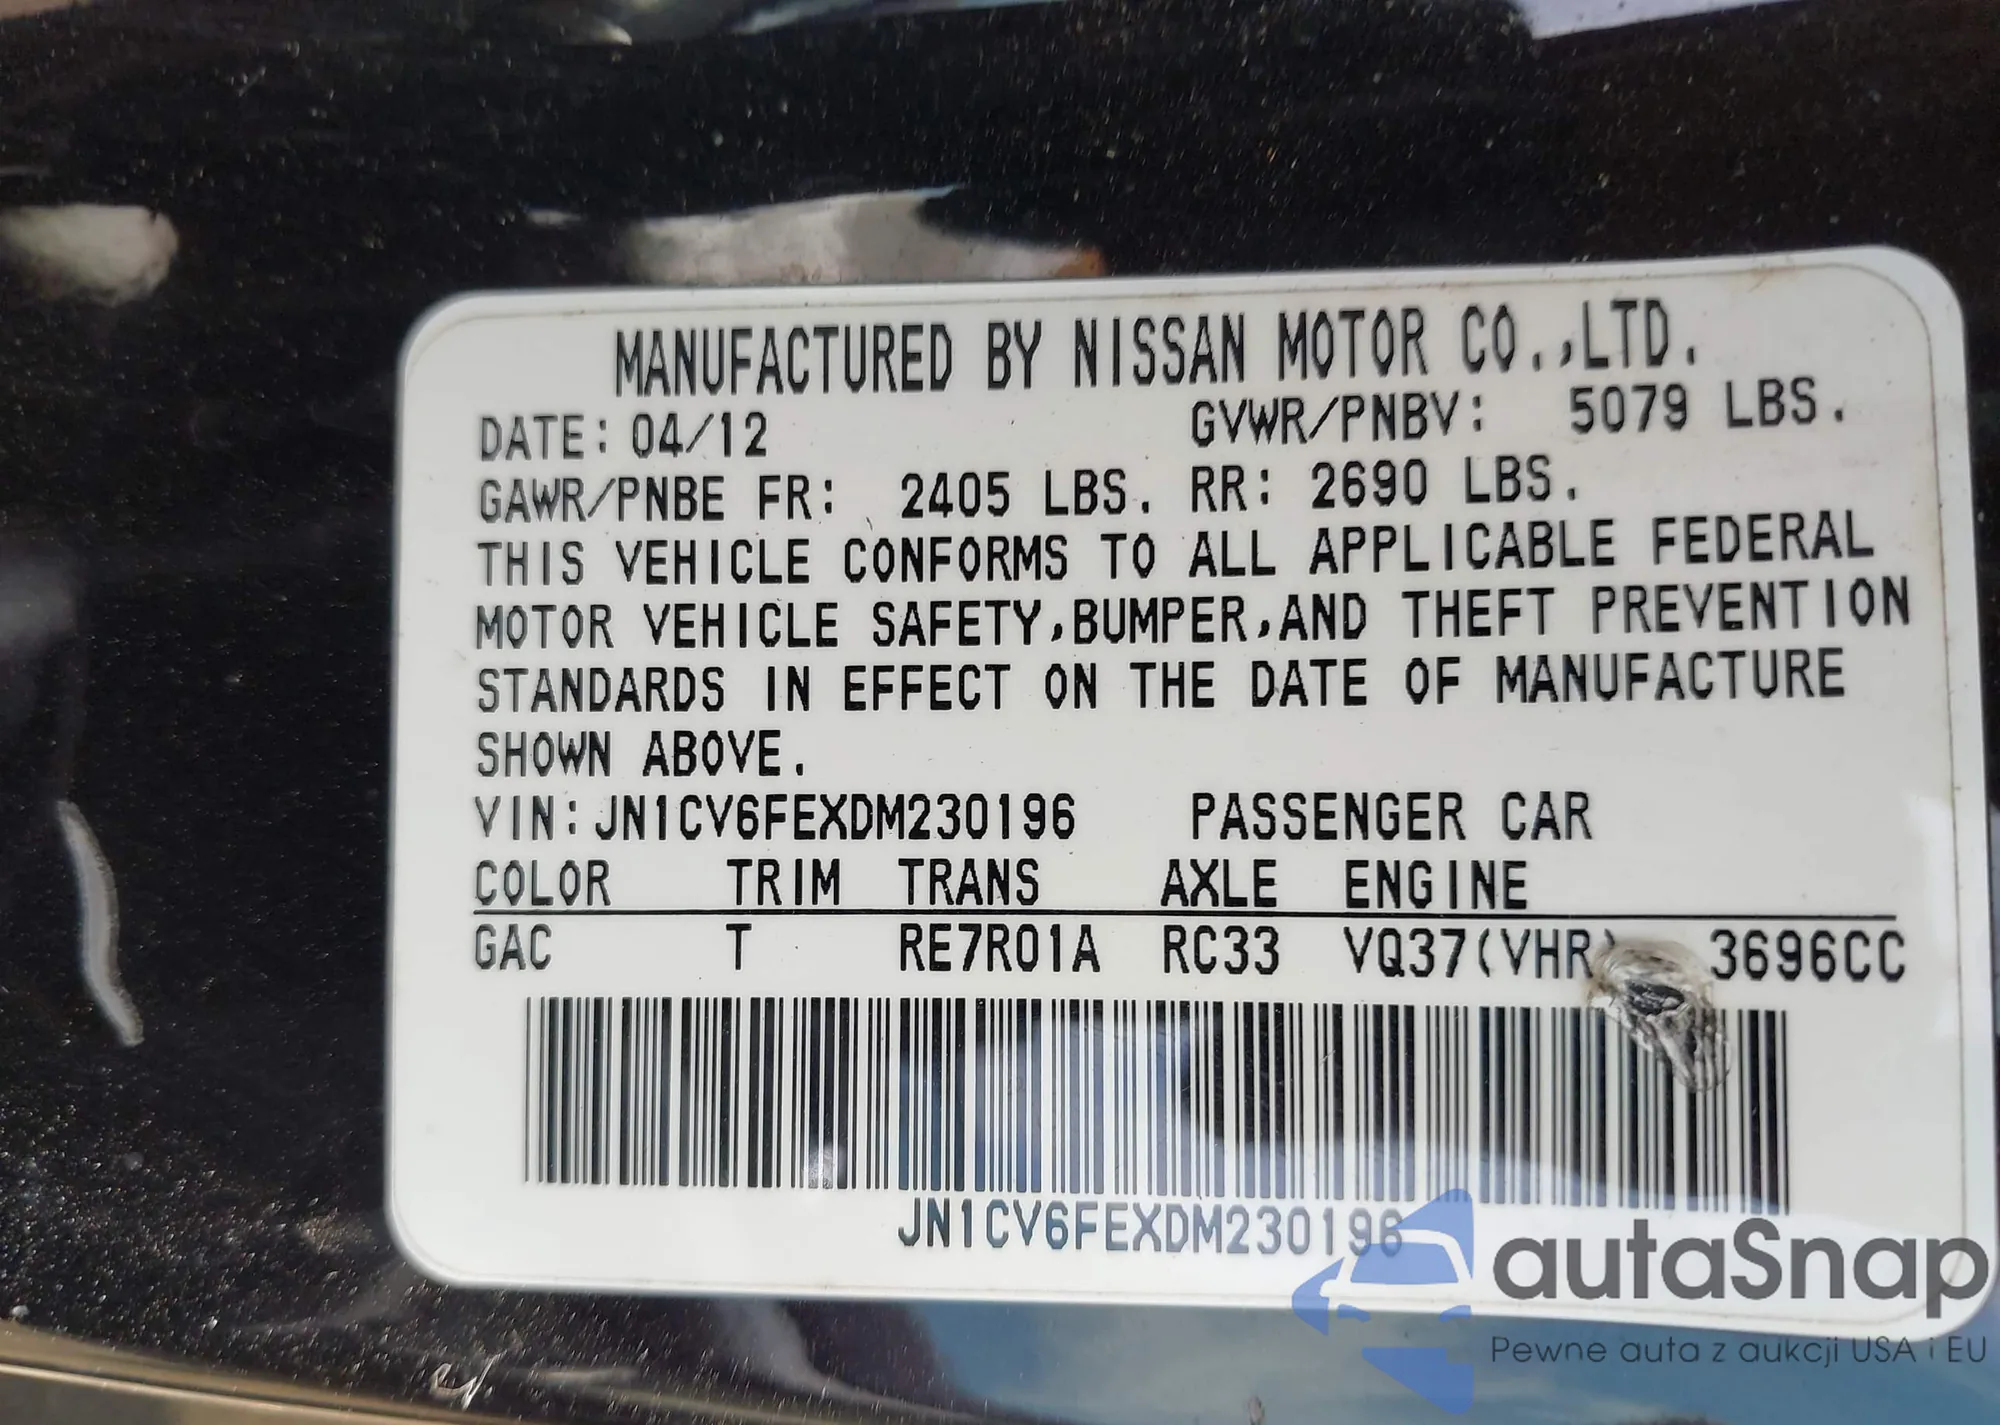 MANUFACTURED BY NISSAN MOTOR CO.,LTD.
DATE: 04/12 GVWR/PNBV: 5079 LBS.
GAWR/PNBE FR: 2405 LBS. RR: 2690 LBS.
THIS VEHICLE CONFORMS TO ALL APPLICABLE FEDERAL
MOTOR VEHICLE SAFETY,BUMPER,AND THEFT PREVENTION
STANDARDS IN EFFECT ON THE DATE OF MANUFACTURE
SHOWN ABOVE.
VIN: JN1CV6FEXDM230196 PASSENGER CAR
COLOR TRIM TRANS AXLE ENGINE
GAC T RE7R01A RC33 VQ37(VHR) 3696CC
JN1CV6FEXDM230196
autaSnap
Pewne auta z aukcji USA i EU